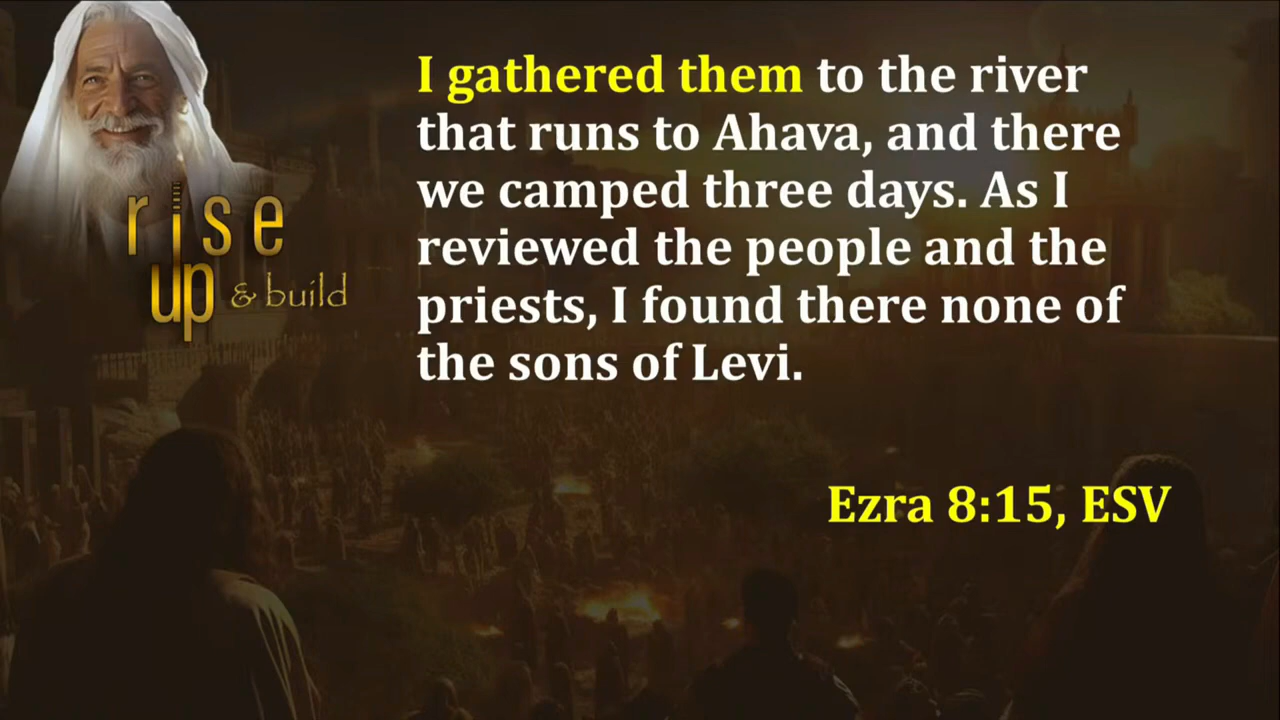 rise
up & build
I gathered them to the river
that runs to Ahava, and there
we camped three days. As I
reviewed the people and the
priests, I found there none of
the sons of Levi.
Ezra 8:15, ESV